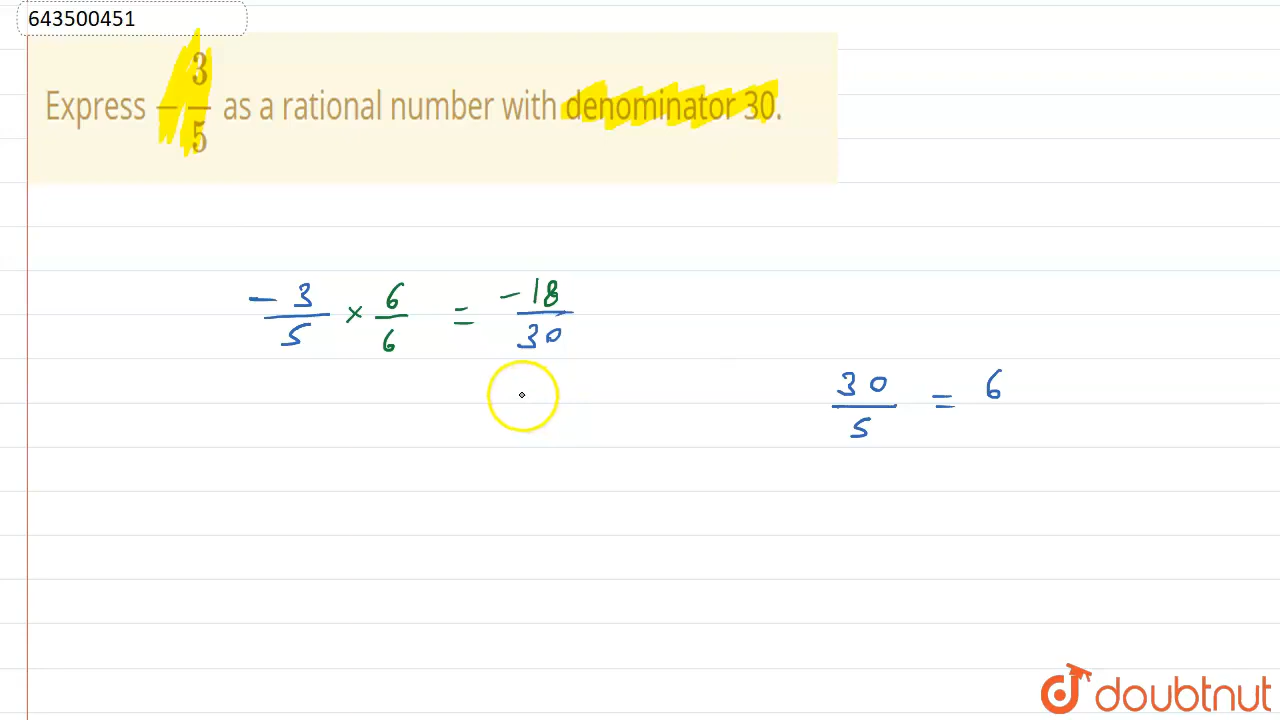 643500451
Express −3/5 as a rational number with denominator 30.
−3/5 × 6/6 = −18/30
30/5 = 6
doubtnut